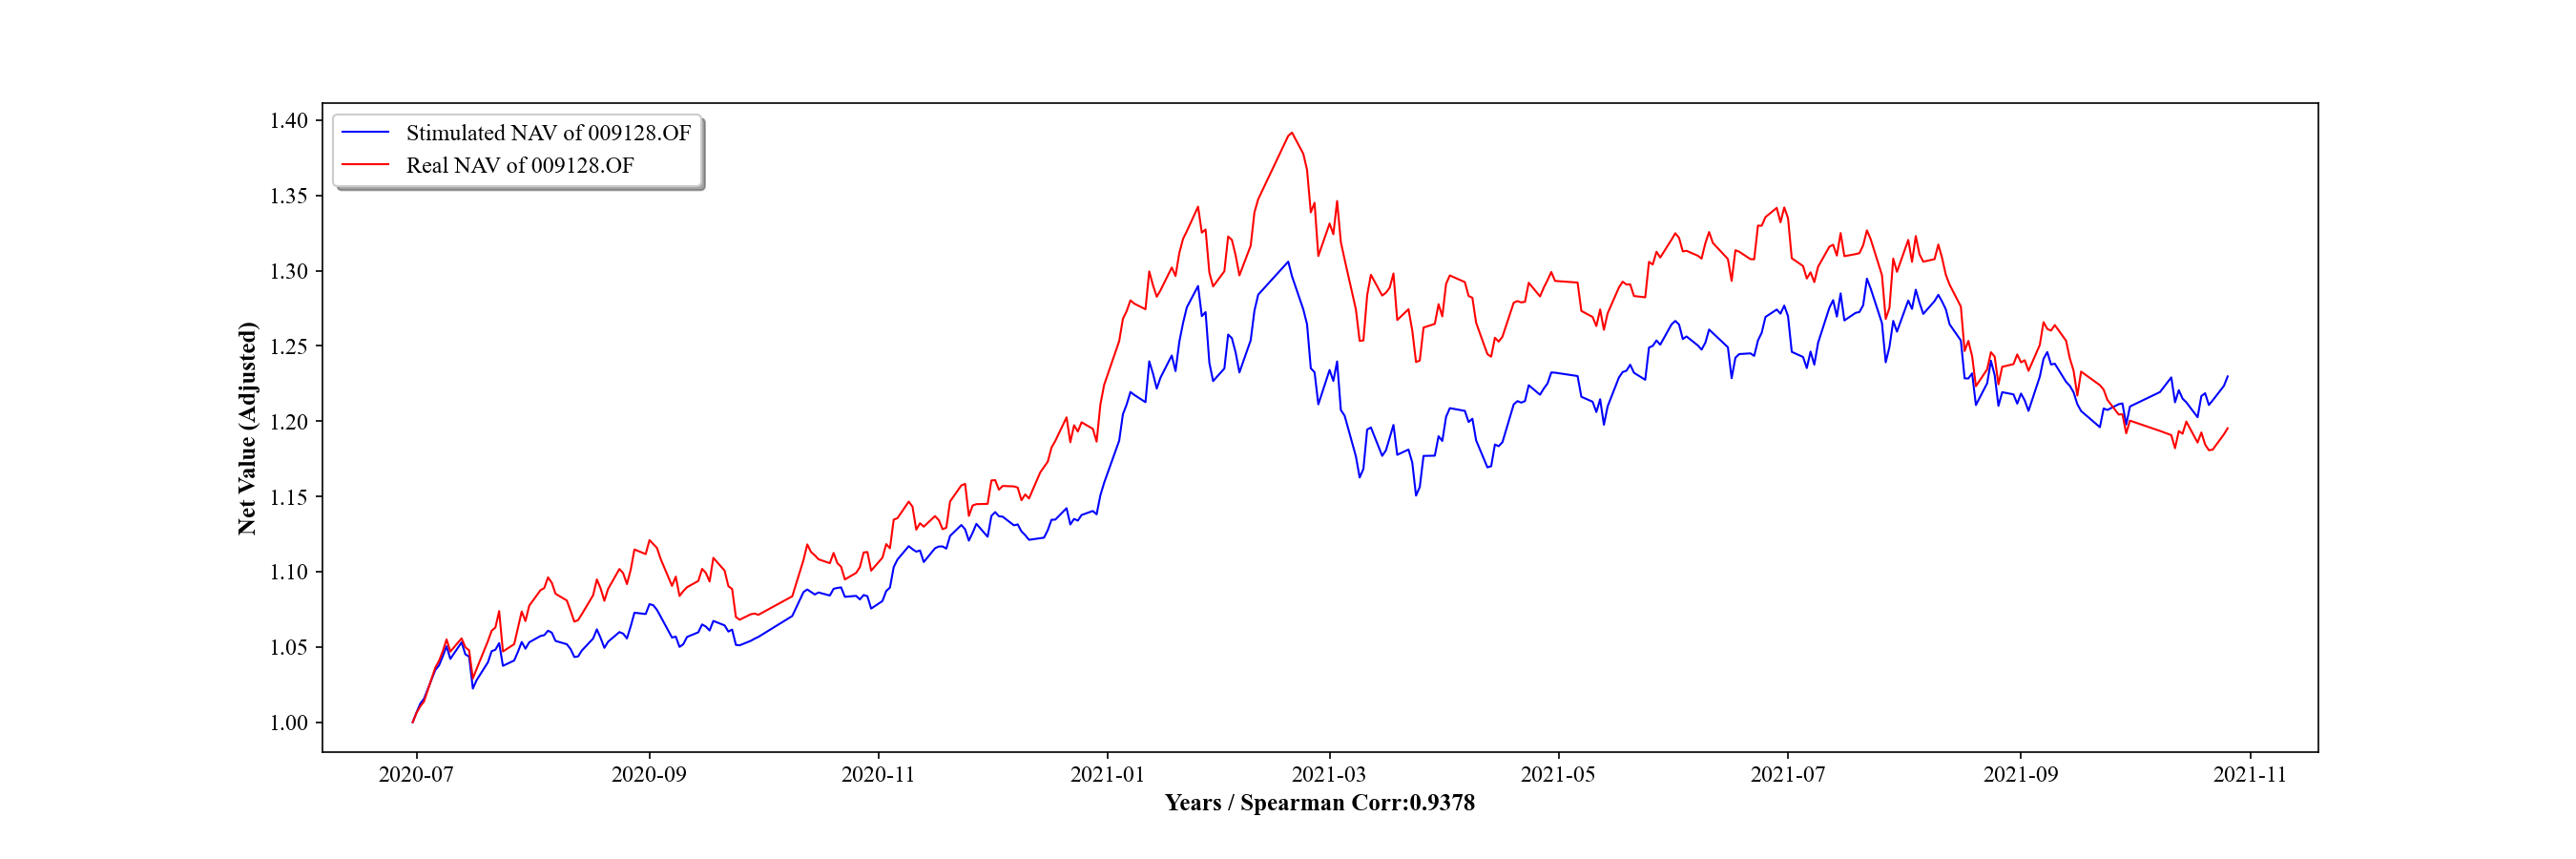 Stimulated NAV of 009128.OF
Real NAV of 009128.OF
Net Value (Adjusted)
1.40
1.35
1.30
1.25
1.20
1.15
1.10
1.05
1.00
2020-07 2020-09 2020-11 2021-01 2021-03 2021-05 2021-07 2021-09 2021-11
Years / Spearman Corr:0.9378